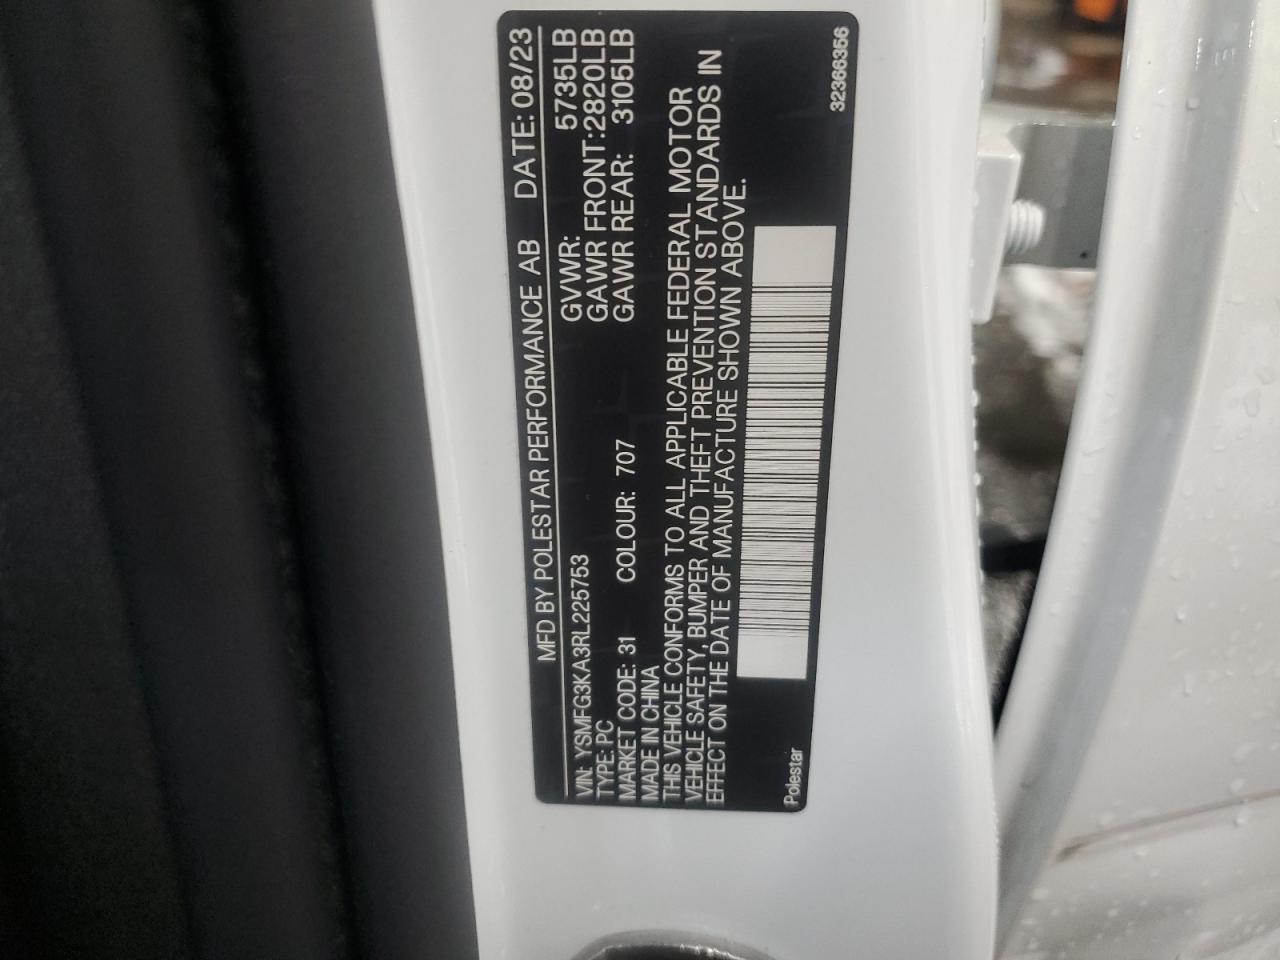 MFD BY POLESTAR PERFORMANCE AB DATE: 08/23
VIN: YSMFG3KA3RL225753 GVWR: 5735LB
TYPE: PC GAWR FRONT:2820LB
MARKET CODE: 31 COLOUR: 707 GAWR REAR: 3105LB
MADE IN CHINA
THIS VEHICLE CONFORMS TO ALL APPLICABLE FEDERAL MOTOR
VEHICLE SAFETY, BUMPER AND THEFT PREVENTION STANDARDS IN
EFFECT ON THE DATE OF MANUFACTURE SHOWN ABOVE.
Polestar 32366356